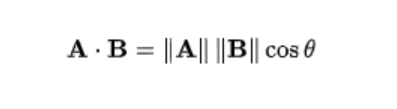 A · B = ‖A‖ ‖B‖ cos θ